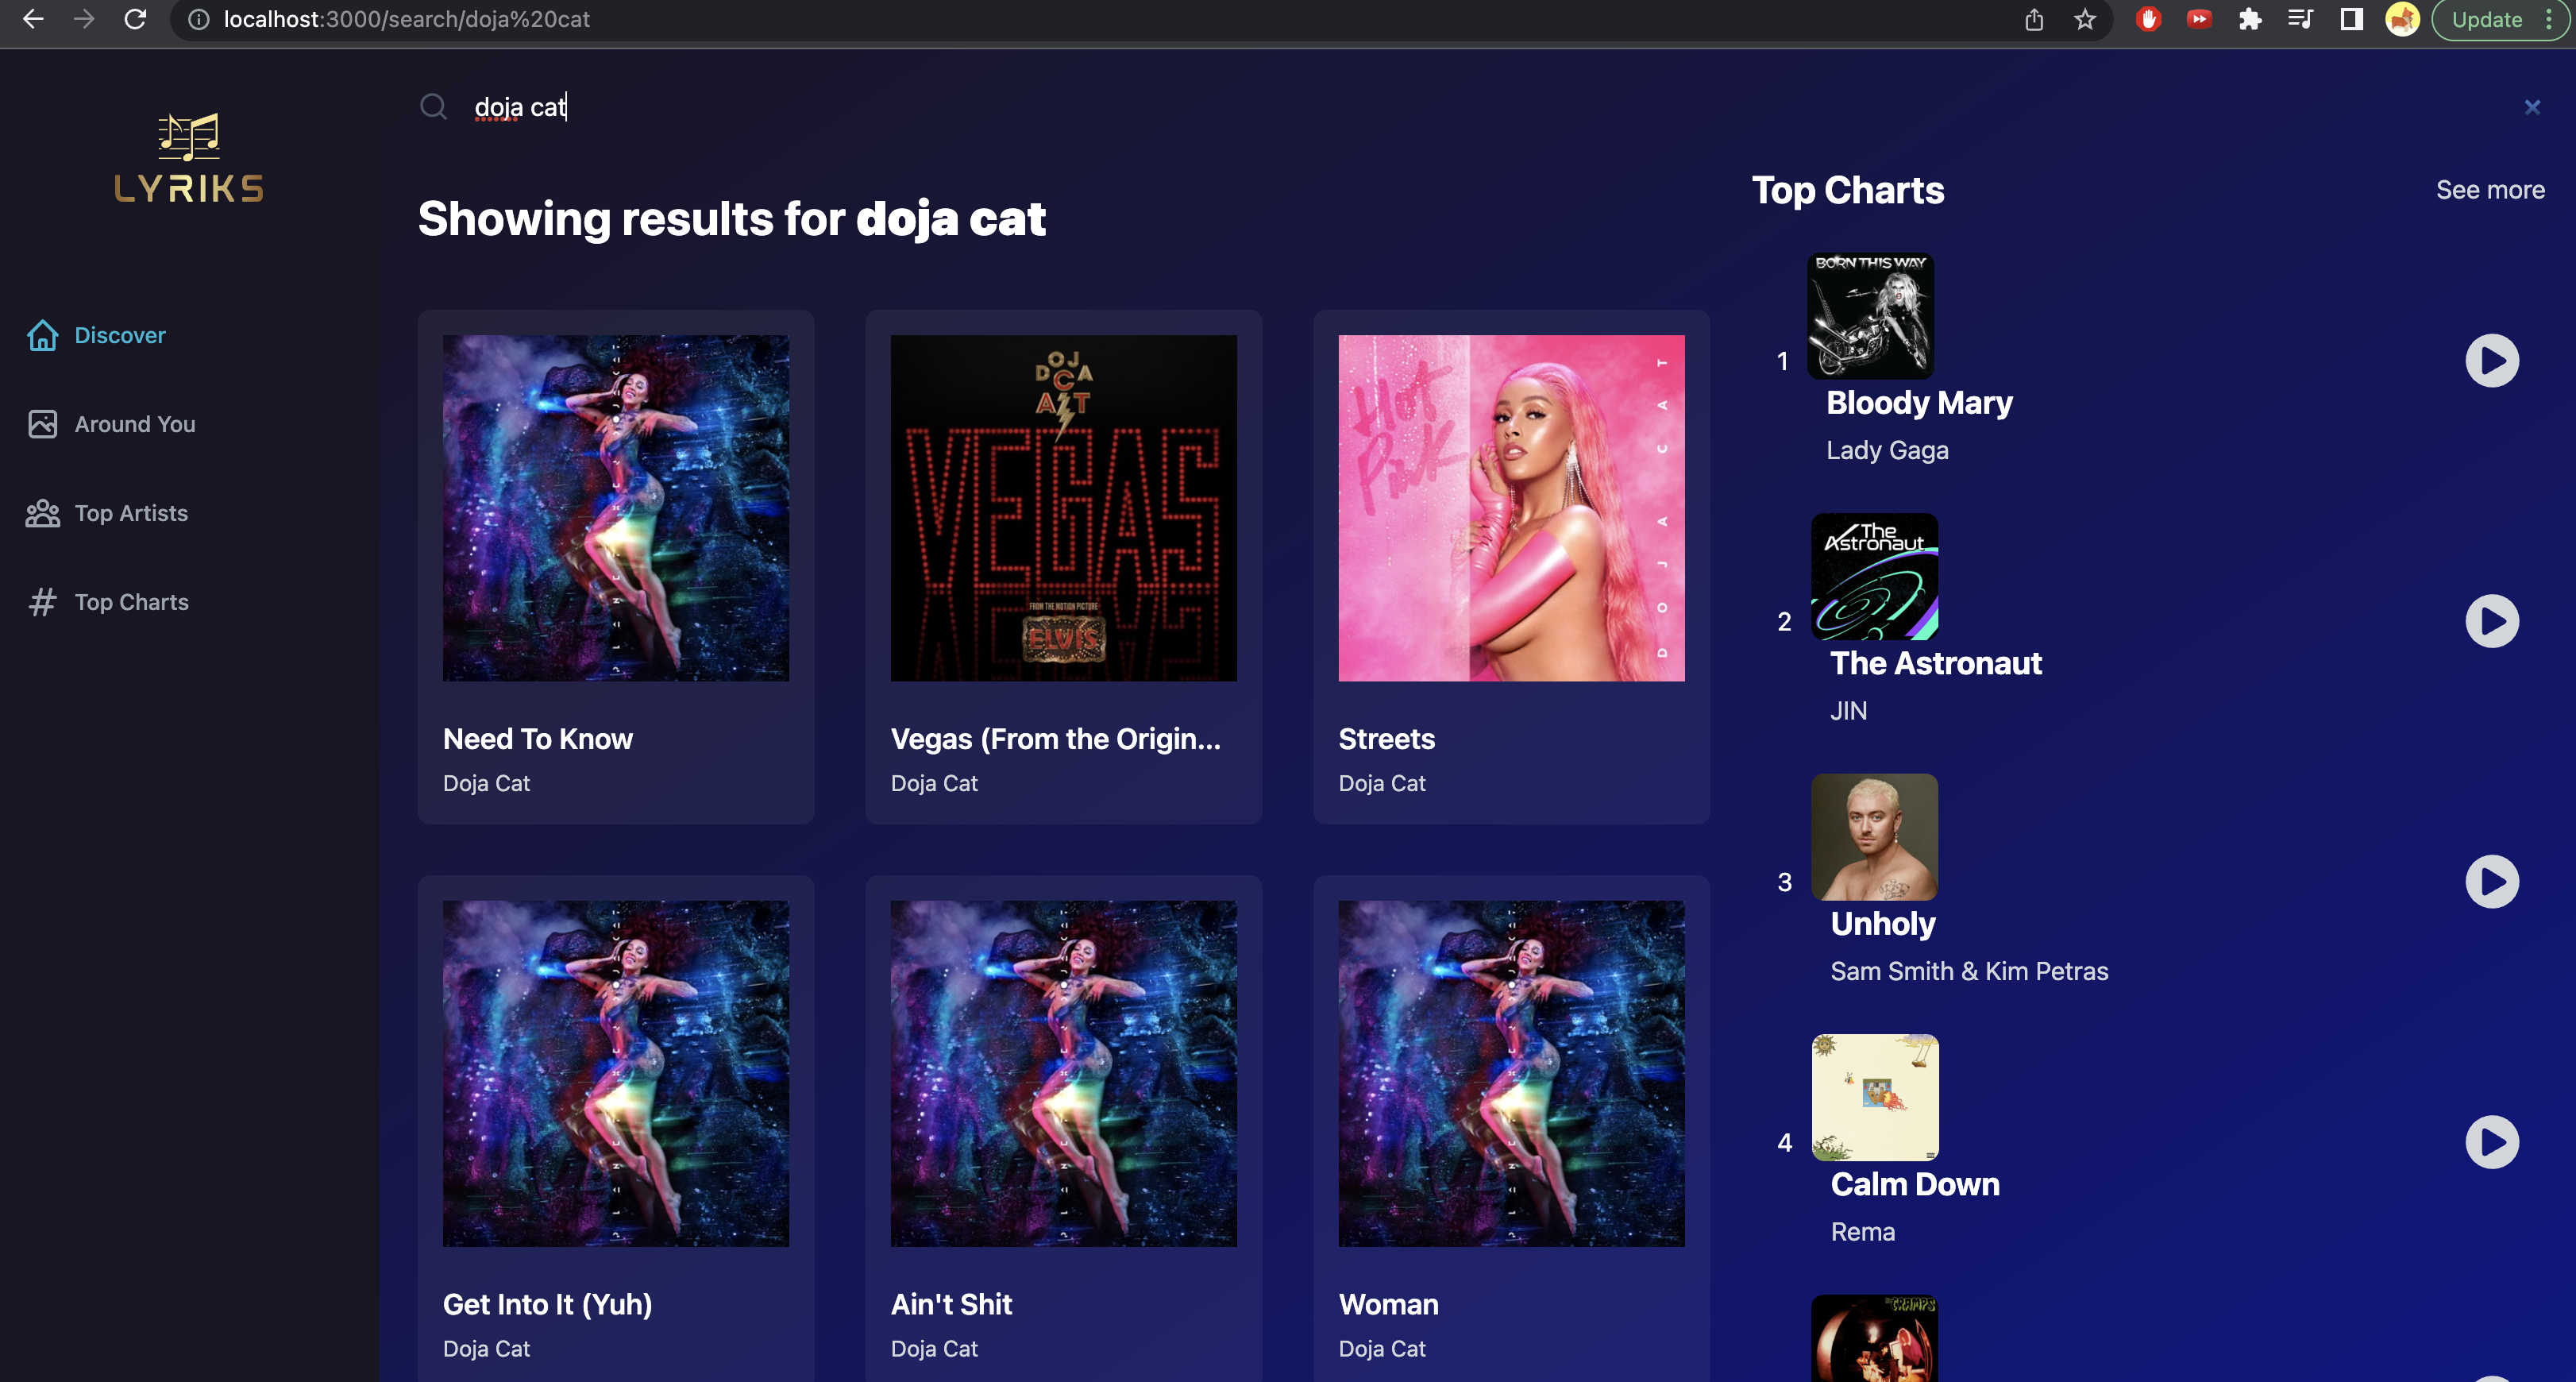 localhost:3000/search/doja%20cat
Update
LYRIKS
Discover
Around You
Top Artists
Top Charts
doja cat
Showing results for doja cat
Need To Know
Doja Cat
OJ
DCA
AT
VEGAS
FROM THE MOTION PICTURE
ELVIS
Vegas (From the Origin...
Doja Cat
Hot
Pink
DOJA CAT
Streets
Doja Cat
Get Into It (Yuh)
Doja Cat
Ain't Shit
Doja Cat
Woman
Doja Cat
Top Charts
See more
1
BORN THIS WAY
Bloody Mary
Lady Gaga
2
The
Astronaut
The Astronaut
JIN
3
Unholy
Sam Smith & Kim Petras
4
Calm Down
Rema
CRAMPS